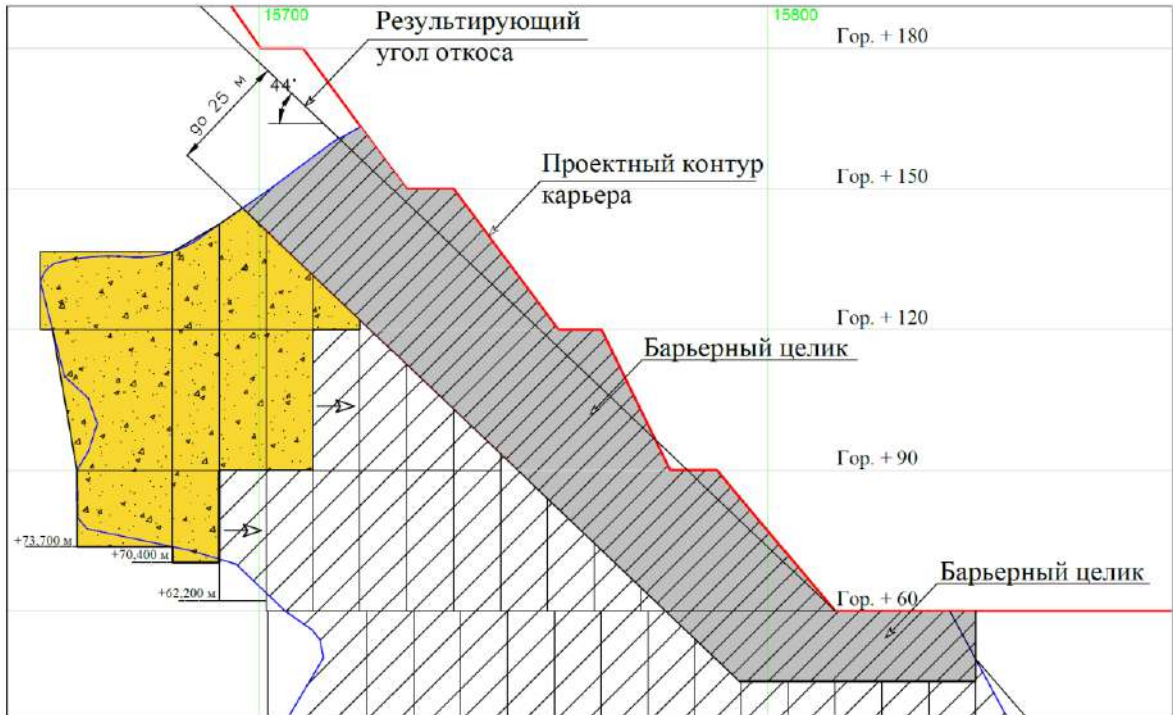 15700
15800
Результирующий
угол откоса
Гор. + 180
44°
до 25 м
Проектный контур
карьера
Гор. + 150
Гор. + 120
Барьерный целик
Гор. + 90
+73,700 м
+70,400 м
+62,200 м
Барьерный целик
Гор. + 60